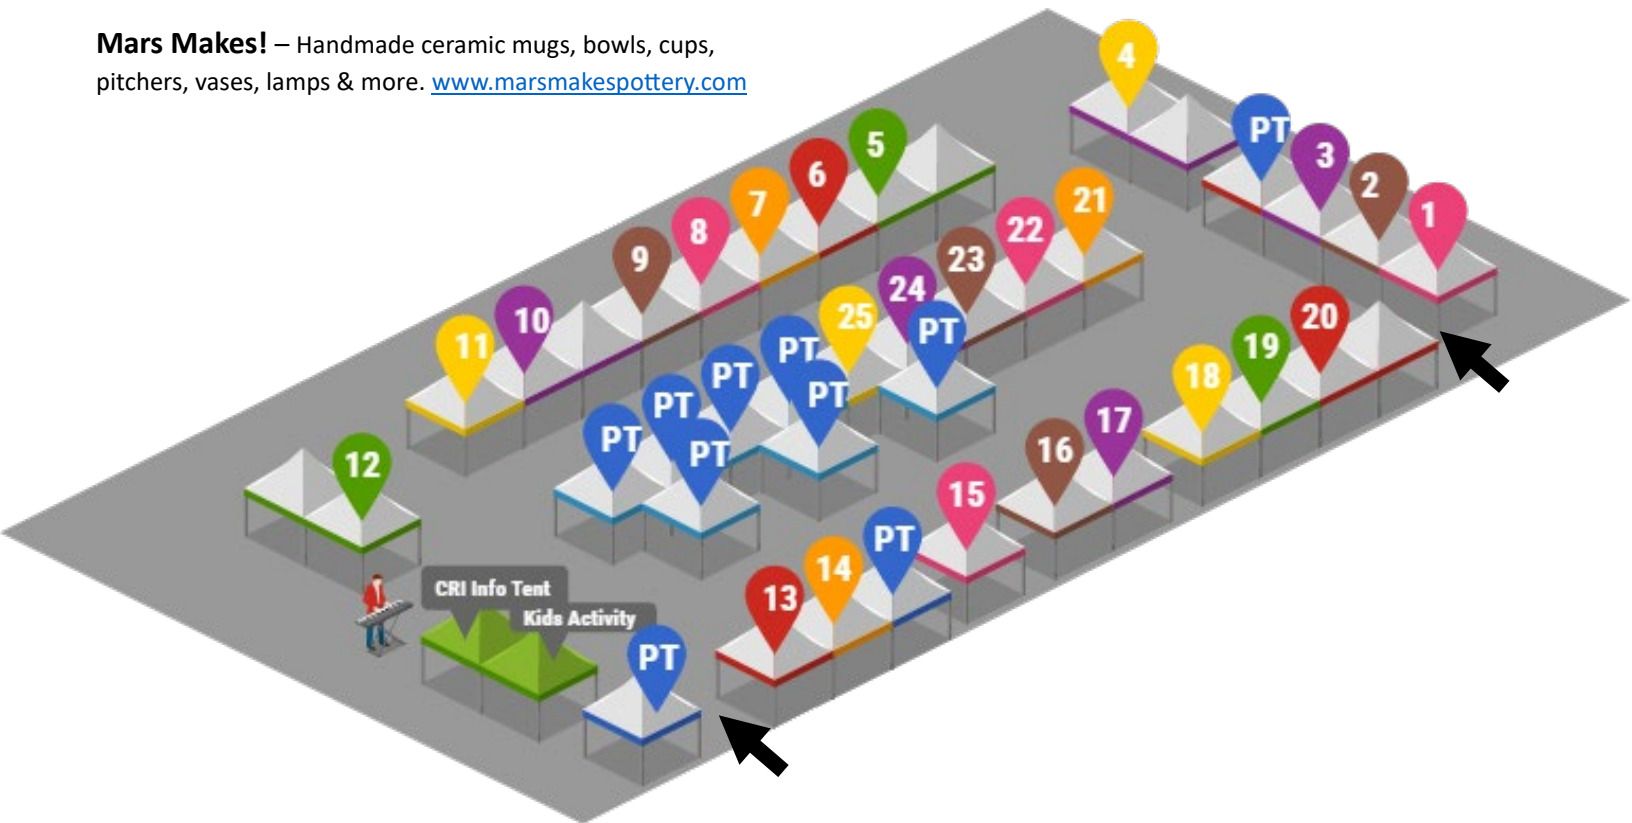 Mars Makes! – Handmade ceramic mugs, bowls, cups,
pitchers, vases, lamps & more. www.marsmakespottery.com
4
PT
3
2
1
5
6
7
8
9
10
11
21
22
23
24
PT
25
PT
PT
PT
PT
PT
PT
20
19
18
17
16
15
PT
14
13
12
CRI Info Tent
Kids Activity
PT